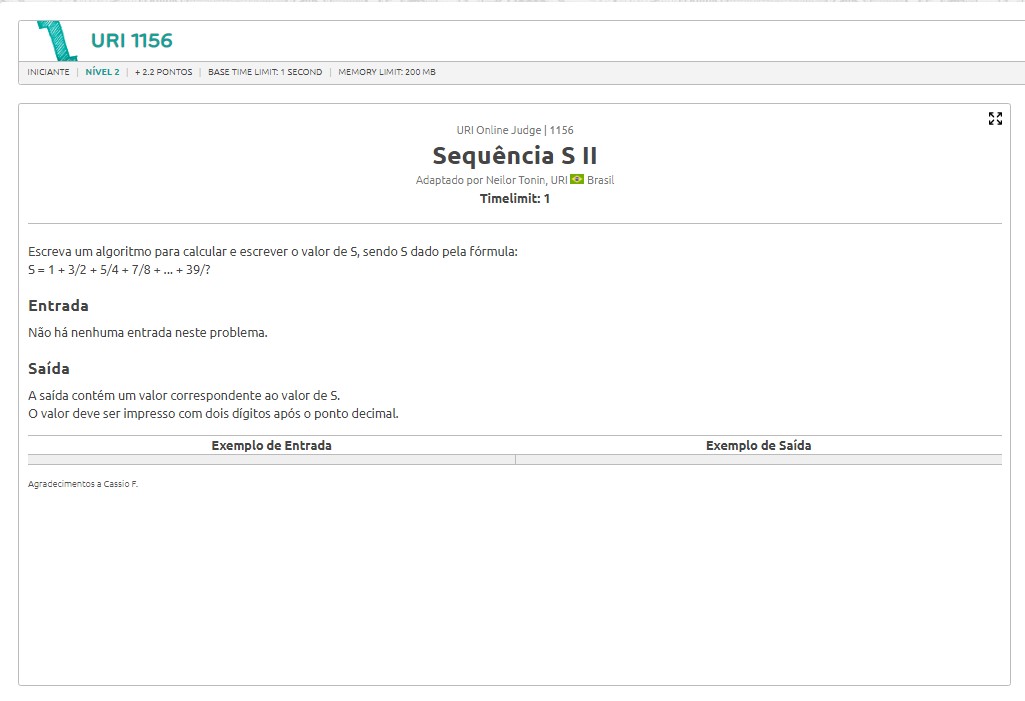 URI 1156
INICIANTE | NÍVEL 2 | + 2.2 PONTOS | BASE TIME LIMIT: 1 SECOND | MEMORY LIMIT: 200 MB
URI Online Judge | 1156
Sequência S II
Adaptado por Neilor Tonin, URI Brasil
Timelimit: 1
Escreva um algoritmo para calcular e escrever o valor de S, sendo S dado pela fórmula:
S = 1 + 3/2 + 5/4 + 7/8 + ... + 39/?
Entrada
Não há nenhuma entrada neste problema.
Saída
A saída contém um valor correspondente ao valor de S.
O valor deve ser impresso com dois dígitos após o ponto decimal.
Exemplo de Entrada Exemplo de Saída
Agradecimentos a Cassio F.